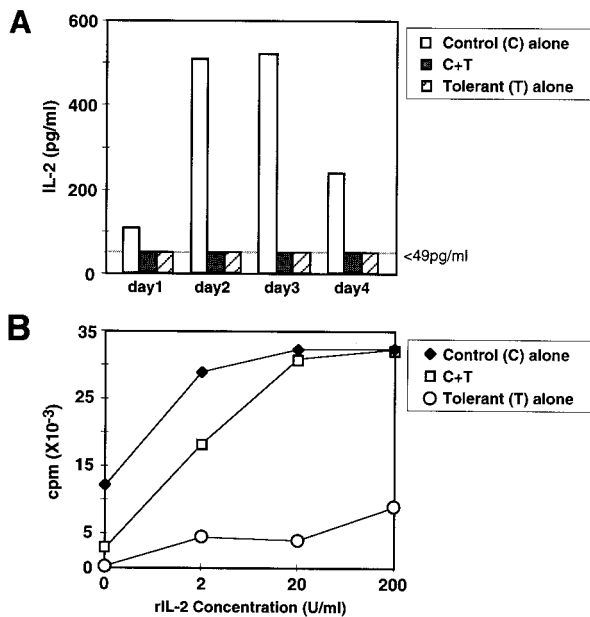 A
600
400
200
0
IL-2 (pg/ml)
day1 day2 day3 day4
<49pg/ml
Control (C) alone
C+T
Tolerant (T) alone
B
35
25
15
5
0
cpm (X10-3)
0 2 20 200
rIL-2 Concentration (U/ml)
Control (C) alone
C+T
Tolerant (T) alone